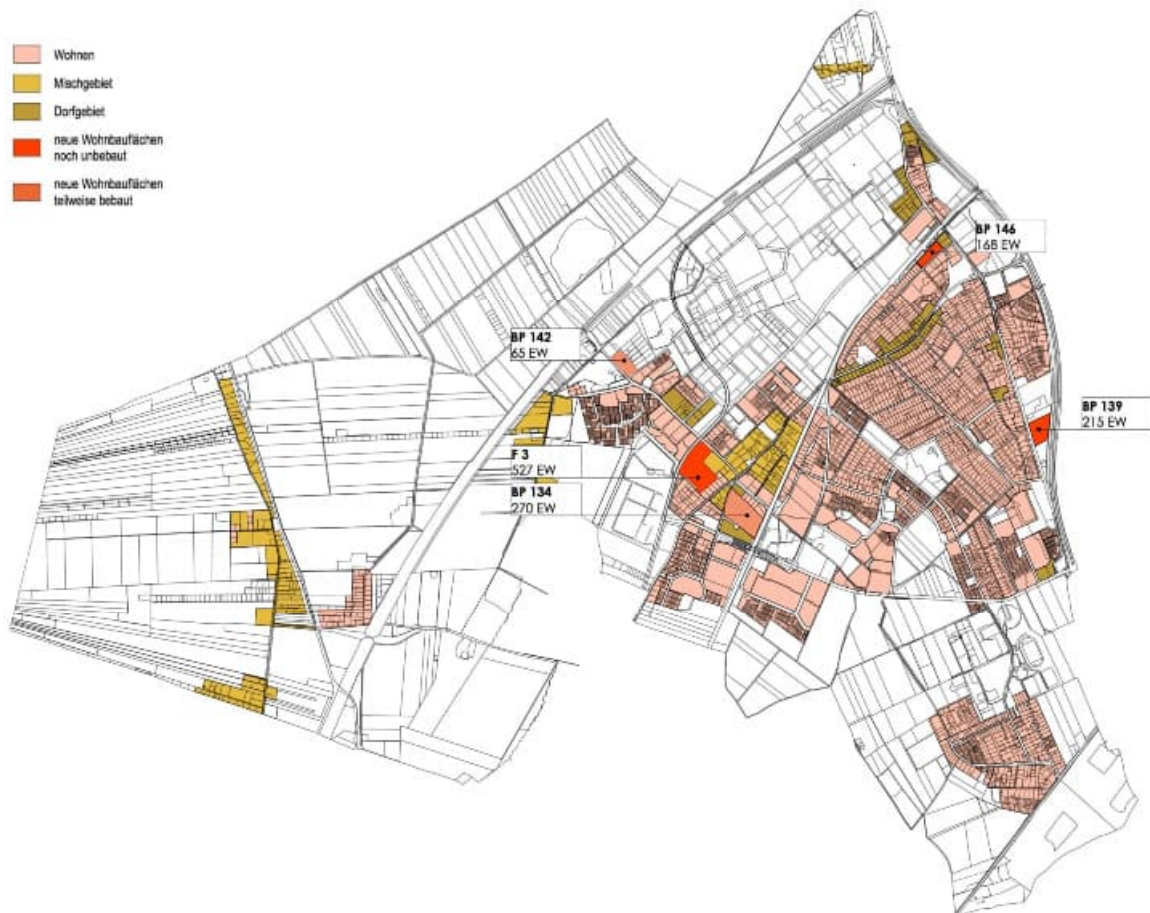 Wohnen
Mischgebiet
Dorfgebiet
neue Wohnbauflächen
noch unbebaut
neue Wohnbauflächen
teilweise bebaut
BP 146
168 EW
BP 142
65 EW
BP 139
215 EW
F 3
527 EW
BP 134
270 EW